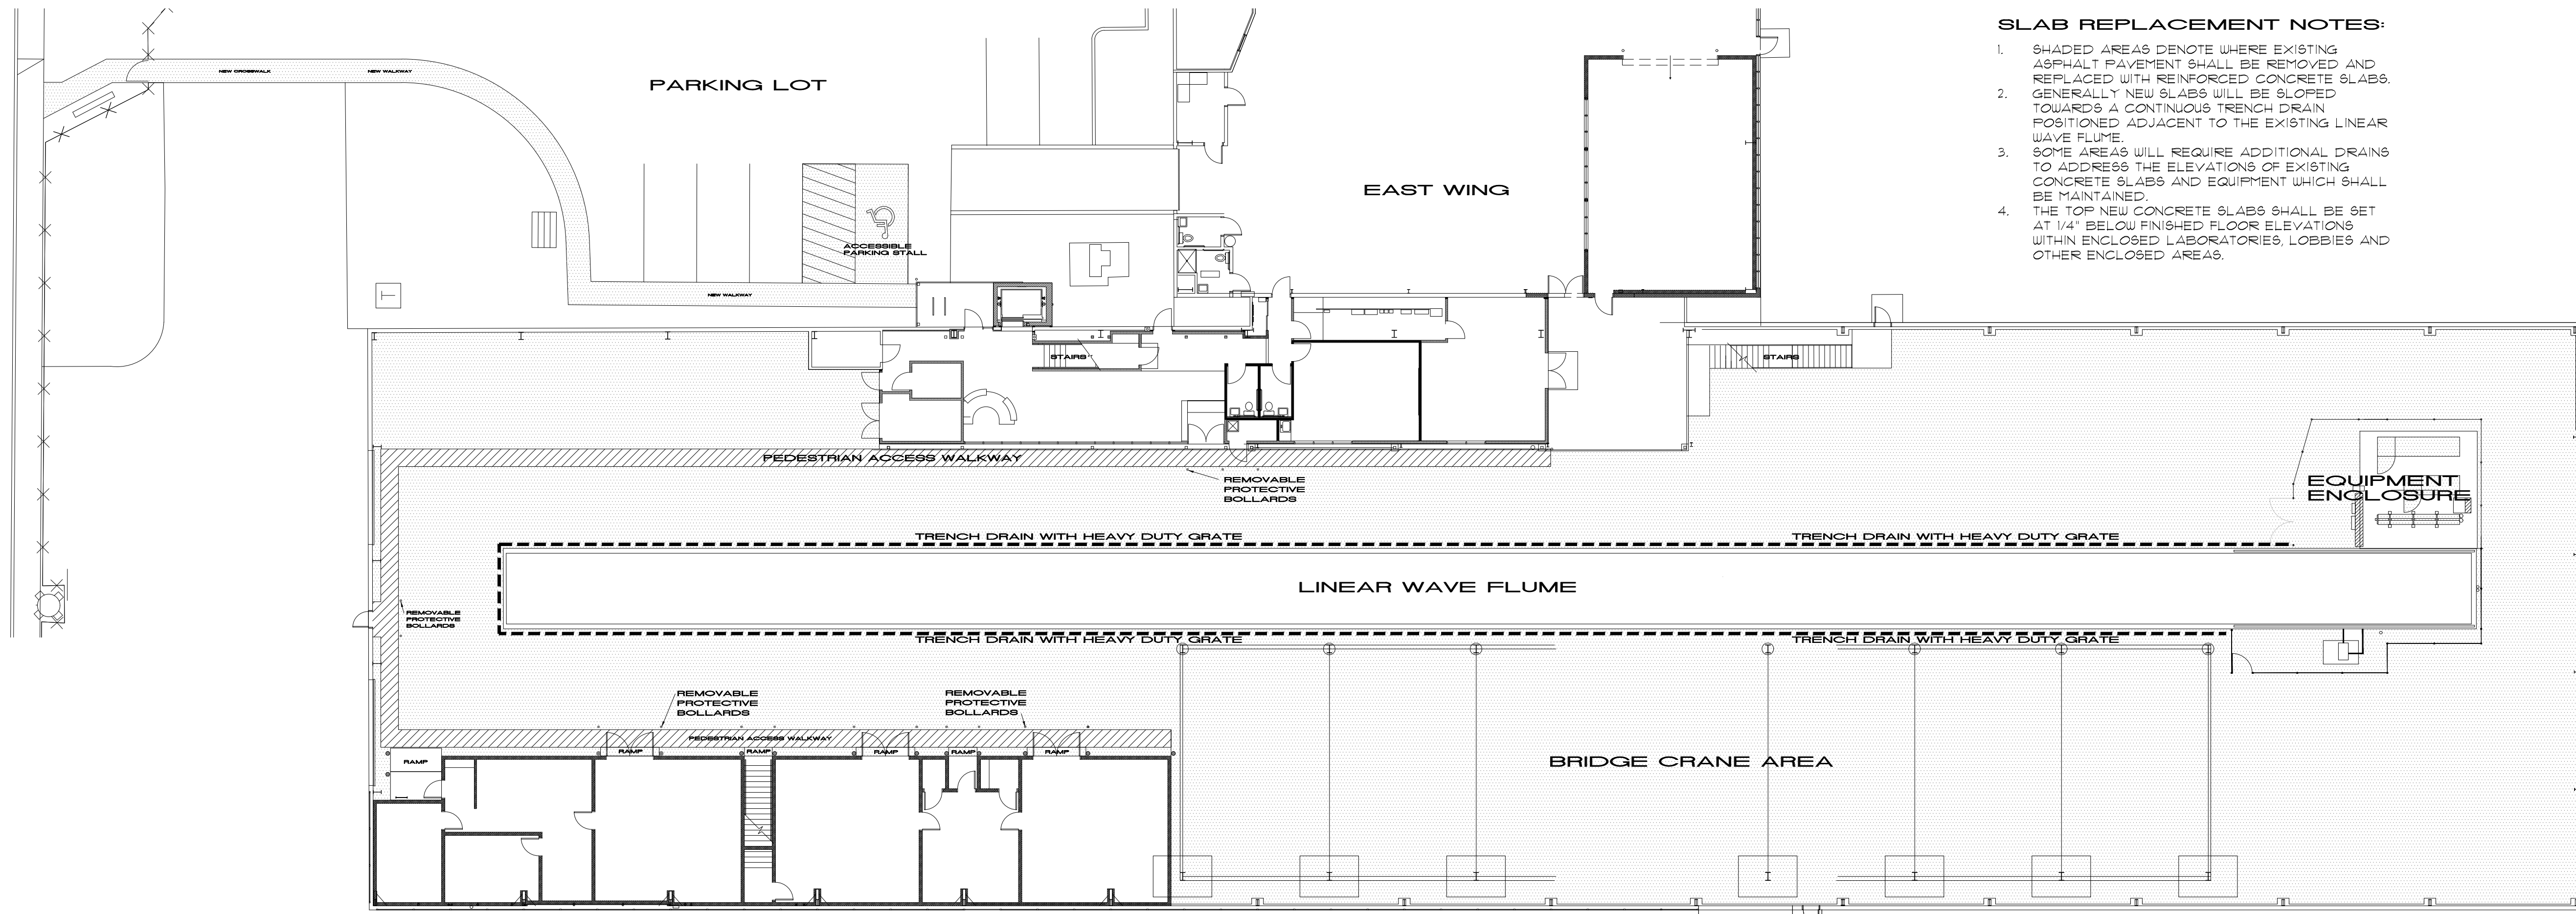 SLAB REPLACEMENT NOTES:
1. SHADED AREAS DENOTE WHERE EXISTING
ASPHALT PAVEMENT SHALL BE REMOVED AND
REPLACED WITH REINFORCED CONCRETE SLABS.
2. GENERALLY NEW SLABS WILL BE SLOPED
TOWARDS A CONTINUOUS TRENCH DRAIN
POSITIONED ADJACENT TO THE EXISTING LINEAR
WAVE FLUME.
3. SOME AREAS WILL REQUIRE ADDITIONAL DRAINS
TO ADDRESS THE ELEVATIONS OF EXISTING
CONCRETE SLABS AND EQUIPMENT WHICH SHALL
BE MAINTAINED.
4. THE TOP NEW CONCRETE SLABS SHALL BE SET
AT 1/4" BELOW FINISHED FLOOR ELEVATIONS
WITHIN ENCLOSED LABORATORIES, LOBBIES AND
OTHER ENCLOSED AREAS.
NEW CROSSWALK
NEW WALKWAY
PARKING LOT
EAST WING
ACCESSIBLE
PARKING STALL
NEW WALKWAY
STAIRS
STAIRS
PEDESTRIAN ACCESS WALKWAY
REMOVABLE
PROTECTIVE
BOLLARDS
EQUIPMENT
ENCLOSURE
TRENCH DRAIN WITH HEAVY DUTY GRATE
TRENCH DRAIN WITH HEAVY DUTY GRATE
LINEAR WAVE FLUME
REMOVABLE
PROTECTIVE
BOLLARDS
TRENCH DRAIN WITH HEAVY DUTY GRATE
TRENCH DRAIN WITH HEAVY DUTY GRATE
REMOVABLE
PROTECTIVE
BOLLARDS
REMOVABLE
PROTECTIVE
BOLLARDS
PEDESTRIAN ACCESS WALKWAY
RAMP
RAMP
RAMP
RAMP
RAMP
RAMP
BRIDGE CRANE AREA